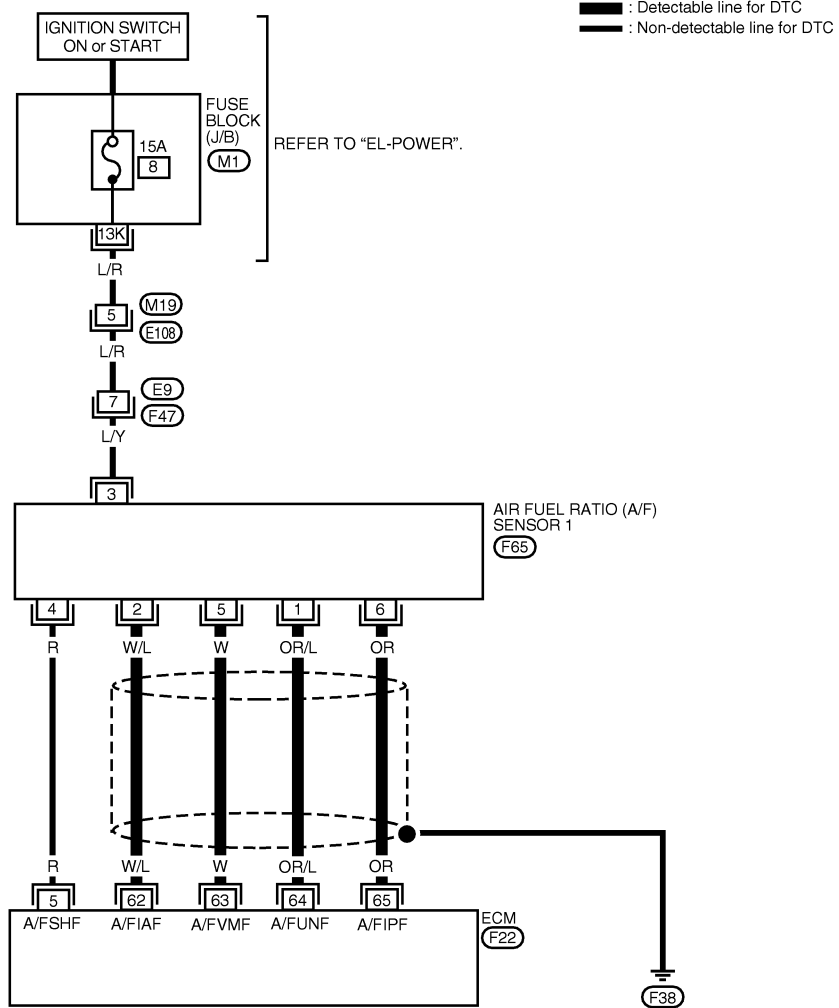 : Detectable line for DTC
: Non-detectable line for DTC
IGNITION SWITCH
ON or START
FUSE
BLOCK
(J/B)
M1
15A
8
REFER TO “EL-POWER”.
13K
L/R
5
M19
E108
L/R
7
E9
F47
L/Y
3
AIR FUEL RATIO (A/F)
SENSOR 1
F65
4 2 5 1 6
R W/L W OR/L OR
R W/L W OR/L OR
5 62 63 64 65
A/FSHF A/FIAF A/FVMF A/FUNF A/FIPF
ECM
F22
F38